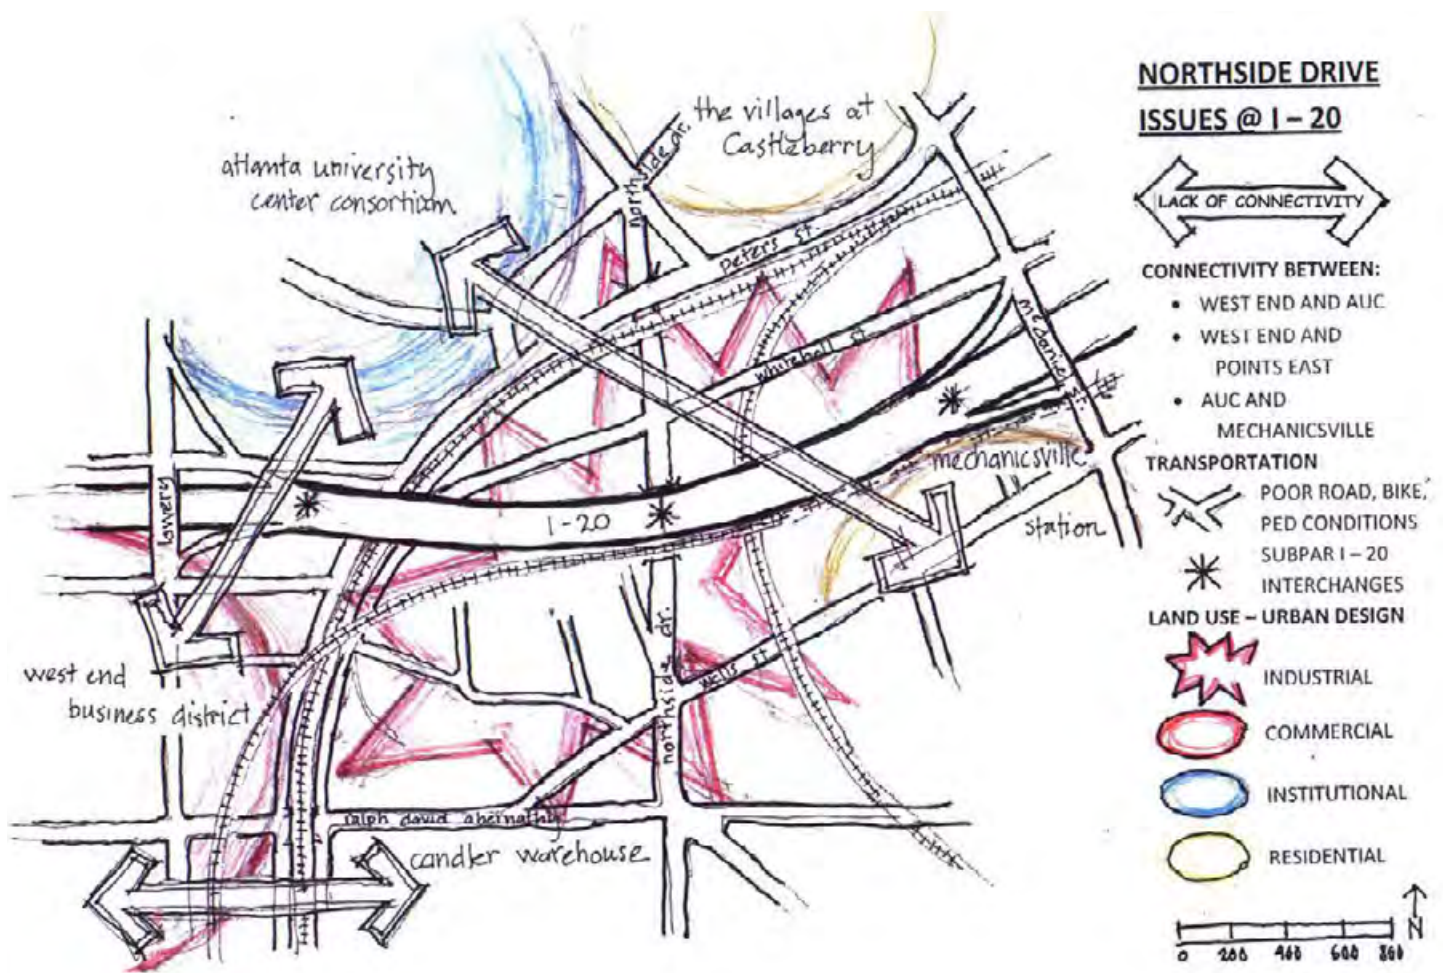 NORTHSIDE DRIVE
ISSUES @ I – 20
LACK OF CONNECTIVITY
CONNECTIVITY BETWEEN:
• WEST END AND AUC
• WEST END AND
POINTS EAST
• AUC AND
MECHANICSVILLE
TRANSPORTATION
POOR ROAD, BIKE,
PED CONDITIONS
SUBPAR I – 20
INTERCHANGES
LAND USE – URBAN DESIGN
INDUSTRIAL
COMMERCIAL
INSTITUTIONAL
RESIDENTIAL
N
0 200 400 600 800
the villages at
Castleberry
atlanta university
center consortium
northside dr.
peters st.
whitehall st.
mcdaniel st.
mechanicsville
station
lowery
I-20
west end
business district
wells st.
northside dr.
ralph david abernathy
candler warehouse